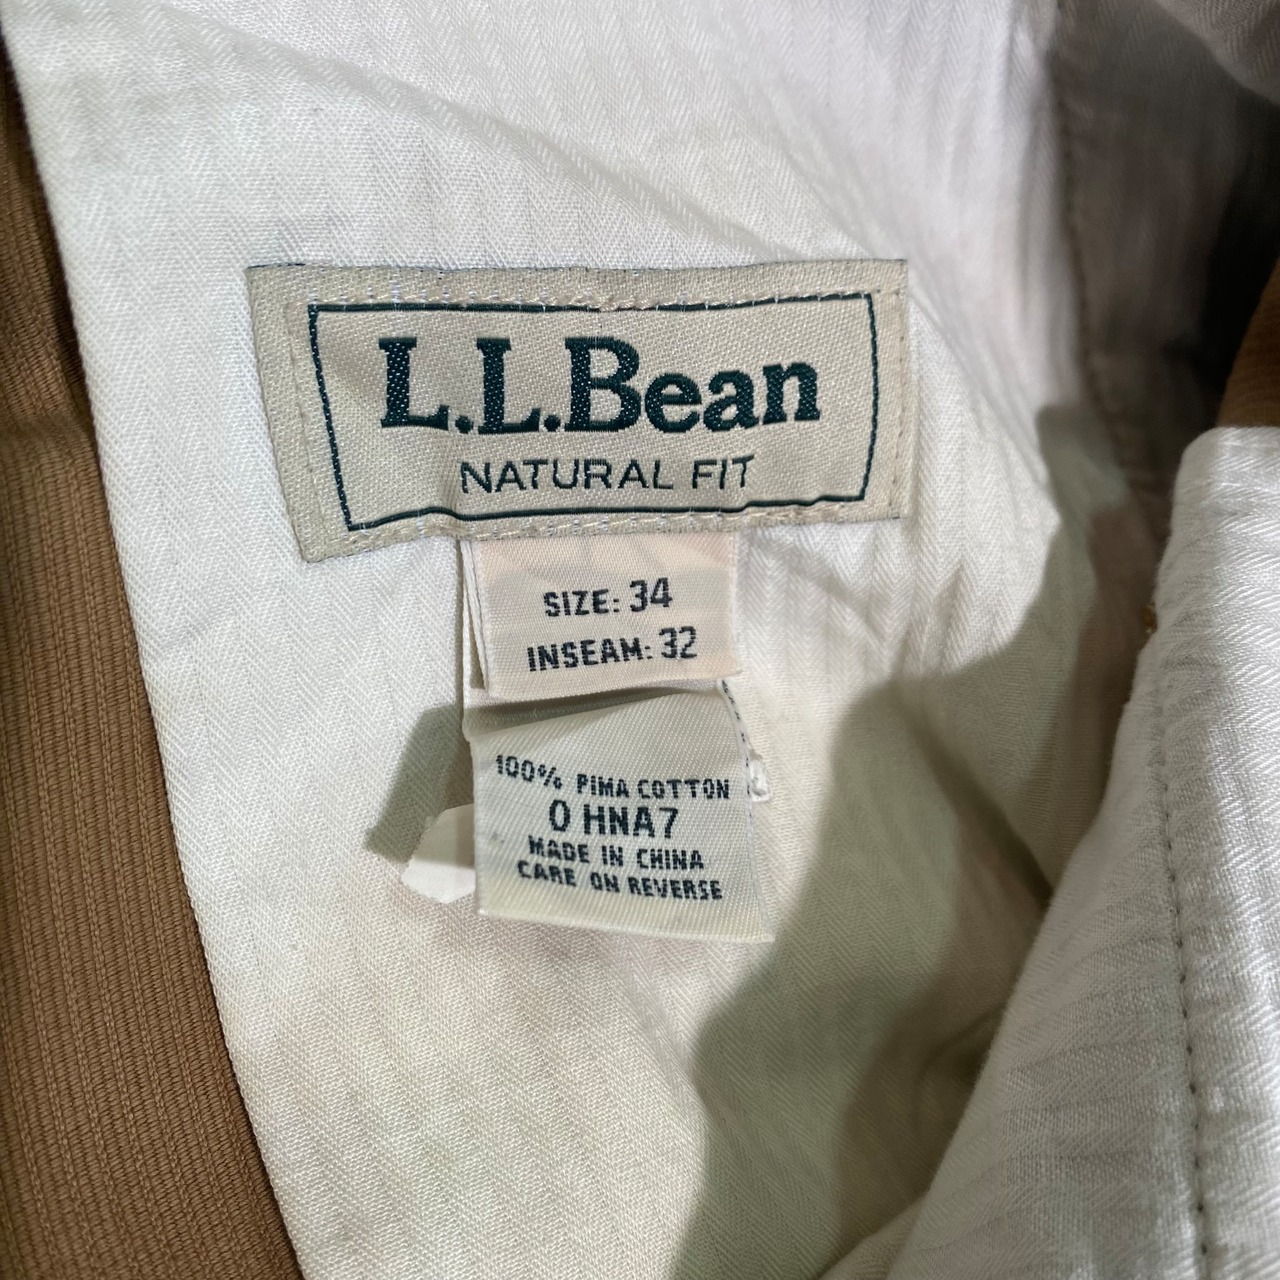 L.L.Bean
NATURAL FIT
SIZE: 34
INSEAM: 32
100% PIMA COTTON
0 HNA7
MADE IN CHINA
CARE ON REVERSE